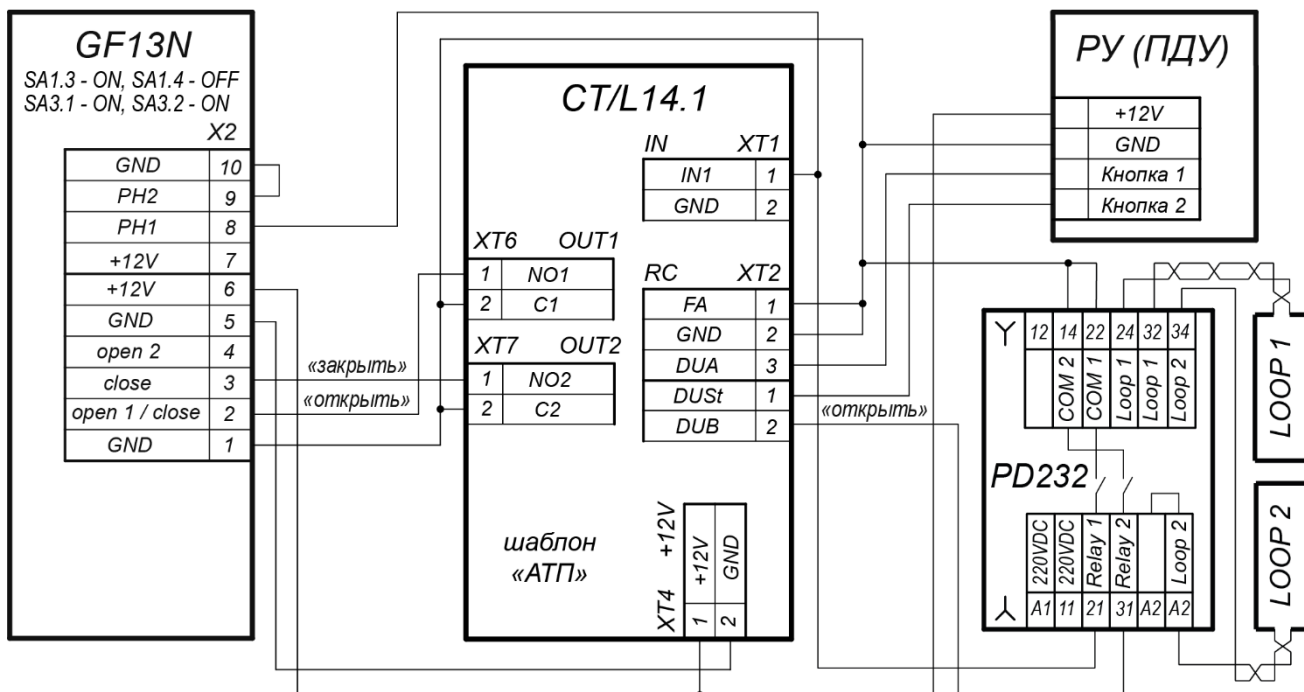 GF13N
SA1.3 - ON, SA1.4 - OFF
SA3.1 - ON, SA3.2 - ON
X2
GND 10
PH2 9
PH1 8
+12V 7
+12V 6
GND 5
open 2 4
close 3
open 1 / close 2
GND 1
«закрыть»
«открыть»
CT/L14.1
IN XT1
IN1 1
GND 2
XT6 OUT1
1 NO1
2 C1
XT7 OUT2
1 NO2
2 C2
RC XT2
FA 1
GND 2
DUA 3
DUSt 1
DUB 2
«открыть»
шаблон
«АТП»
XT4 +12V
1 +12V
2 GND
РУ (ПДУ)
+12V
GND
Кнопка 1
Кнопка 2
12 14 22 24 32 34
COM 2
COM 1
Loop 1
Loop 1
Loop 2
PD232
220VDC
220VDC
Relay 1
Relay 2
Loop 2
A1 11 21 31 A2 A2
LOOP 1
LOOP 2